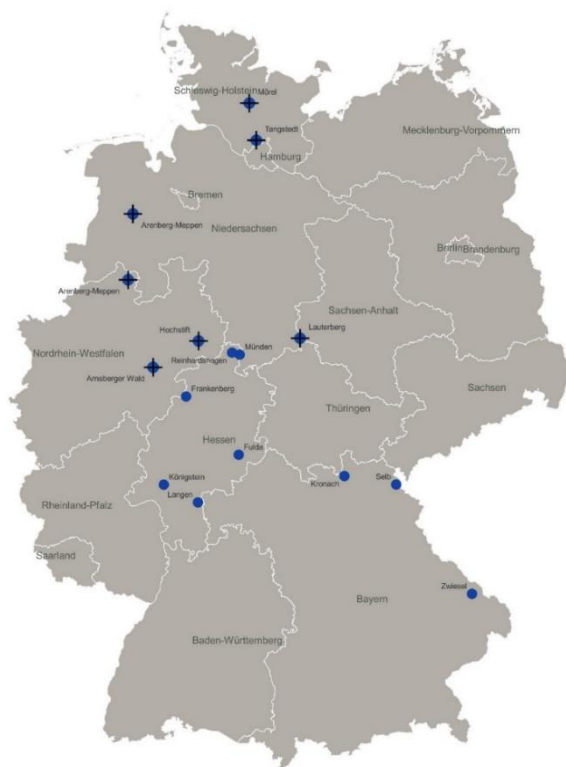 Schleswig-Holstein
Mörel
Tangstedt
Mecklenburg-Vorpommern
Hamburg
Bremen
Arenberg-Meppen
Niedersachsen
Berlin
Brandenburg
Arenberg-Meppen
Sachsen-Anhalt
Hochstift
Lauterberg
Nordrhein-Westfalen
Münden
Reinhardshagen
Arnsberger Wald
Sachsen
Frankenberg
Thüringen
Hessen
Fulda
Königstein
Kronach
Selb
Langen
Rheinland-Pfalz
Saarland
Zwiesel
Bayern
Baden-Württemberg